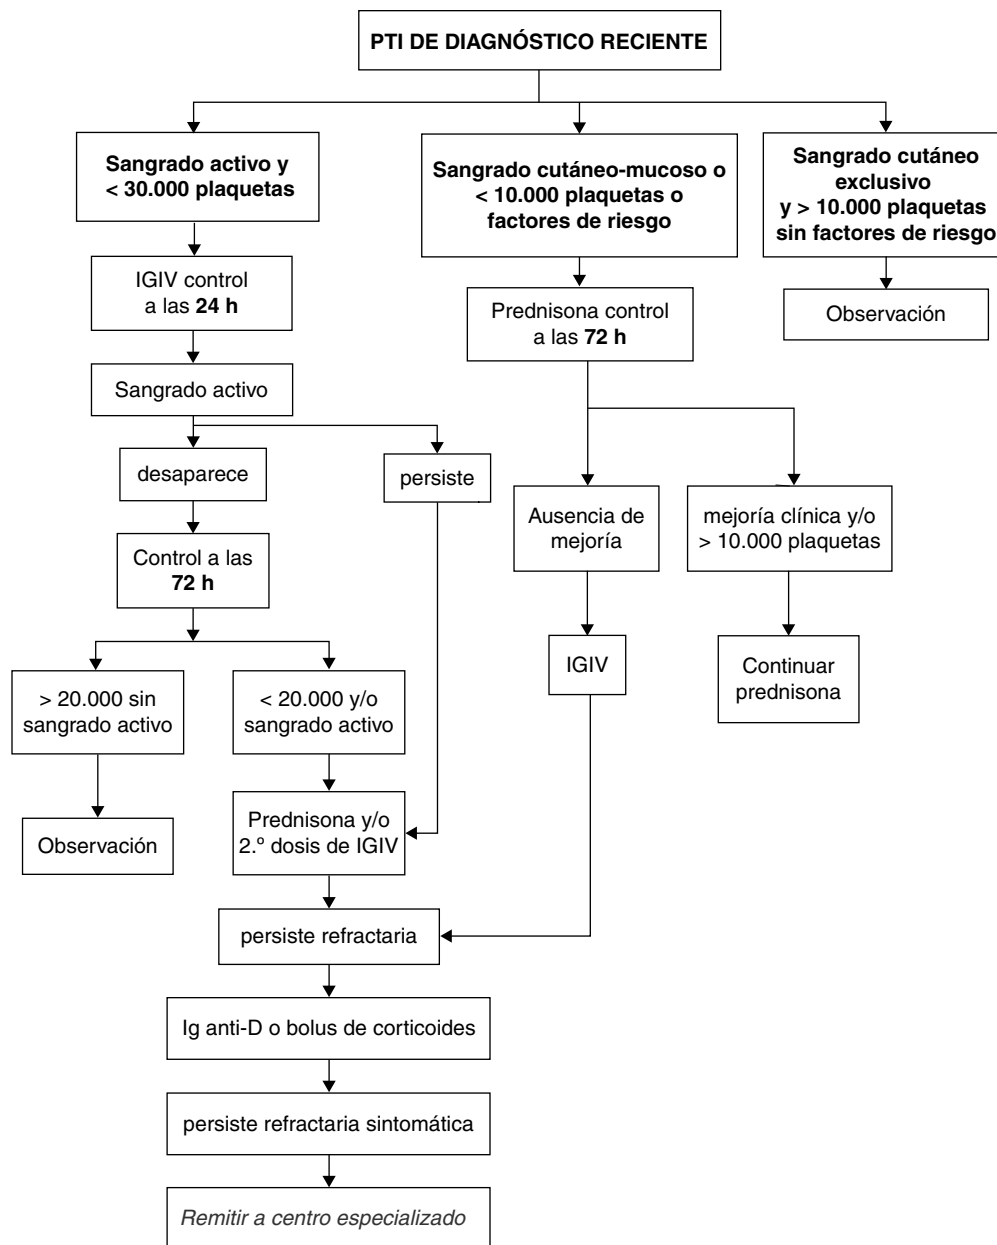 PTI DE DIAGNÓSTICO RECIENTE
Sangrado activo y
< 30.000 plaquetas
Sangrado cutáneo-mucoso o
< 10.000 plaquetas o
factores de riesgo
Sangrado cutáneo
exclusivo
y > 10.000 plaquetas
sin factores de riesgo
IGIV control
a las 24 h
Prednisona control
a las 72 h
Observación
Sangrado activo
desaparece
persiste
Ausencia de
mejoría
mejoría clínica y/o
> 10.000 plaquetas
Control a las
72 h
IGIV
Continuar
prednisona
> 20.000 sin
sangrado activo
< 20.000 y/o
sangrado activo
Observación
Prednisona y/o
2.º dosis de IGIV
persiste refractaria
Ig anti-D o bolus de corticoides
persiste refractaria sintomática
Remitir a centro especializado